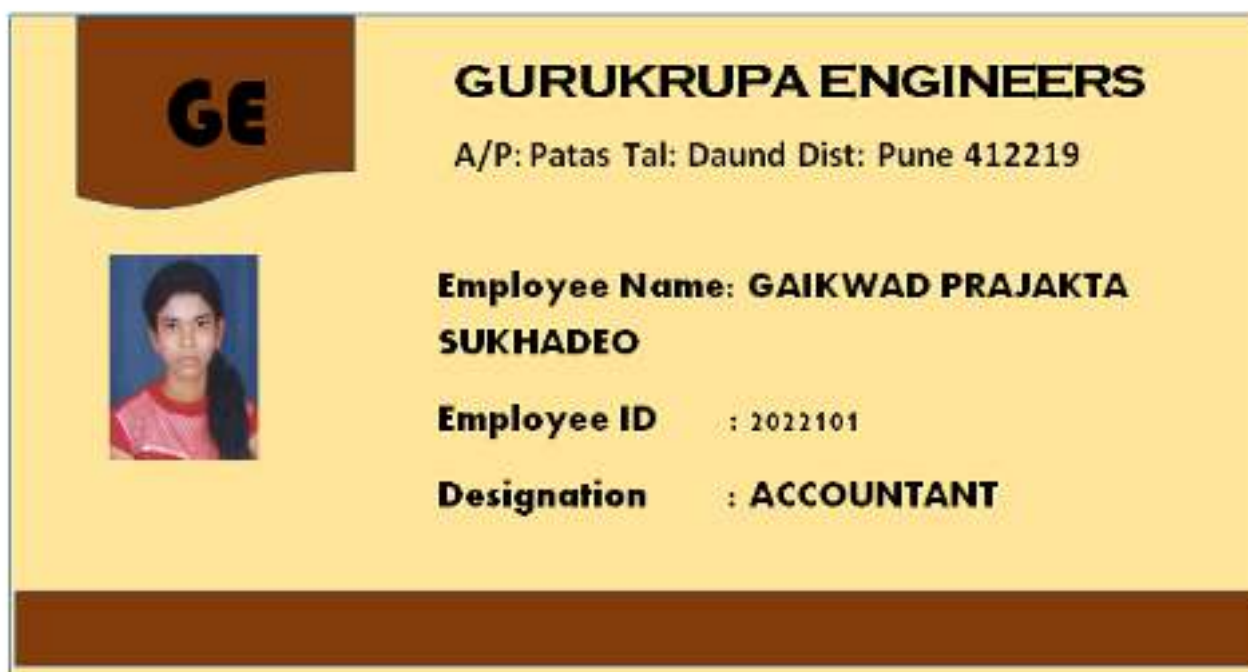 GE
GURUKRUPA ENGINEERS
A/P: Patas Tal: Daund Dist: Pune 412219
Employee Name: GAIKWAD PRAJAKTA
SUKHADEO
Employee ID : 2022101
Designation : ACCOUNTANT